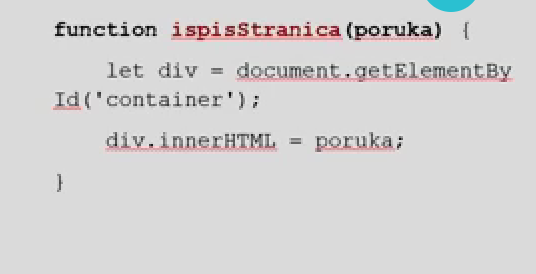 function ispisStranica(poruka) {
let div = document.getElementBy
Id('container');
div.innerHTML = poruka;
}